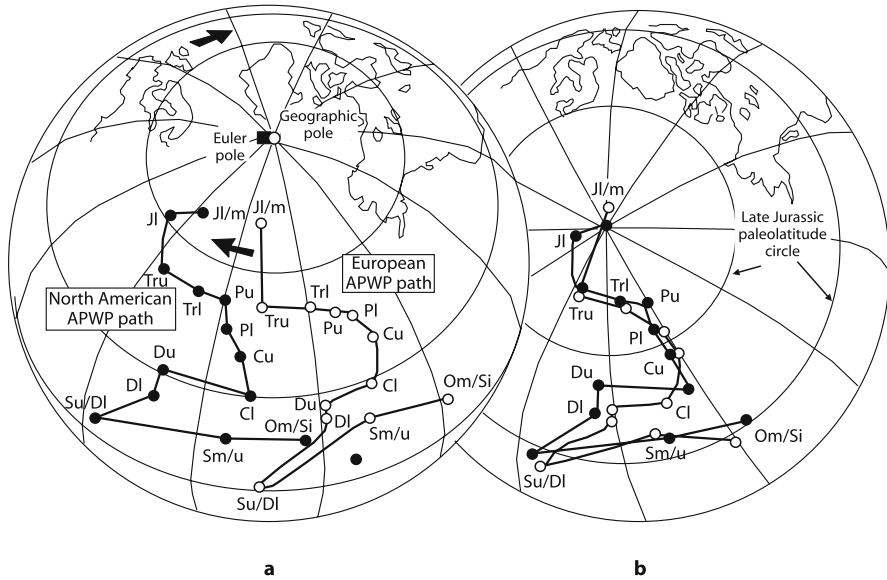 Geographic
pole
Euler
pole
Jl
Jl/m
Jl/m
European
APWP path
Tru
North American
APWP path
Trl
Pu
Pl
Cu
Cl
Du
Dl
Su/Dl
Sm/u
Om/Si
Tru
Trl
Pu
Pl
Cu
Cl
Du
Dl
Om/Si
Sm/u
Su/Dl
a
Jl/m
Jl
Late Jurassic
paleolatitude
circle
Tru
Trl
Pu
Pl
Cu
Du
Dl
Cl
Om/Si
Sm/u
Su/Dl
b